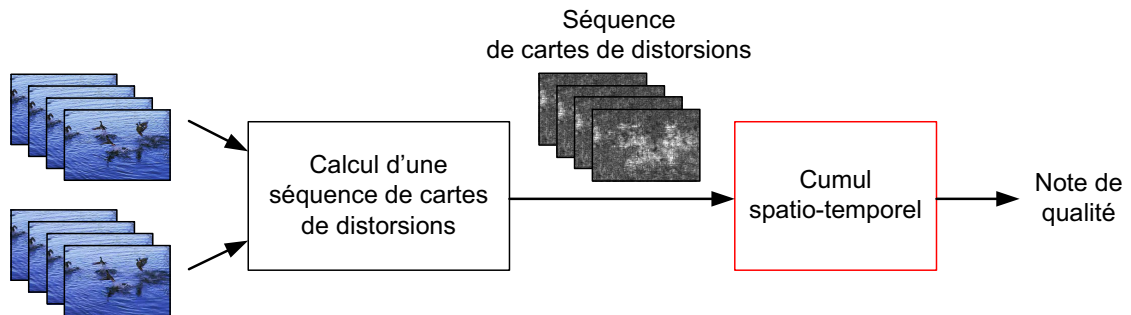 Séquence
de cartes de distorsions
Calcul d'une
séquence de cartes
de distorsions
Cumul
spatio-temporel
Note de
qualité